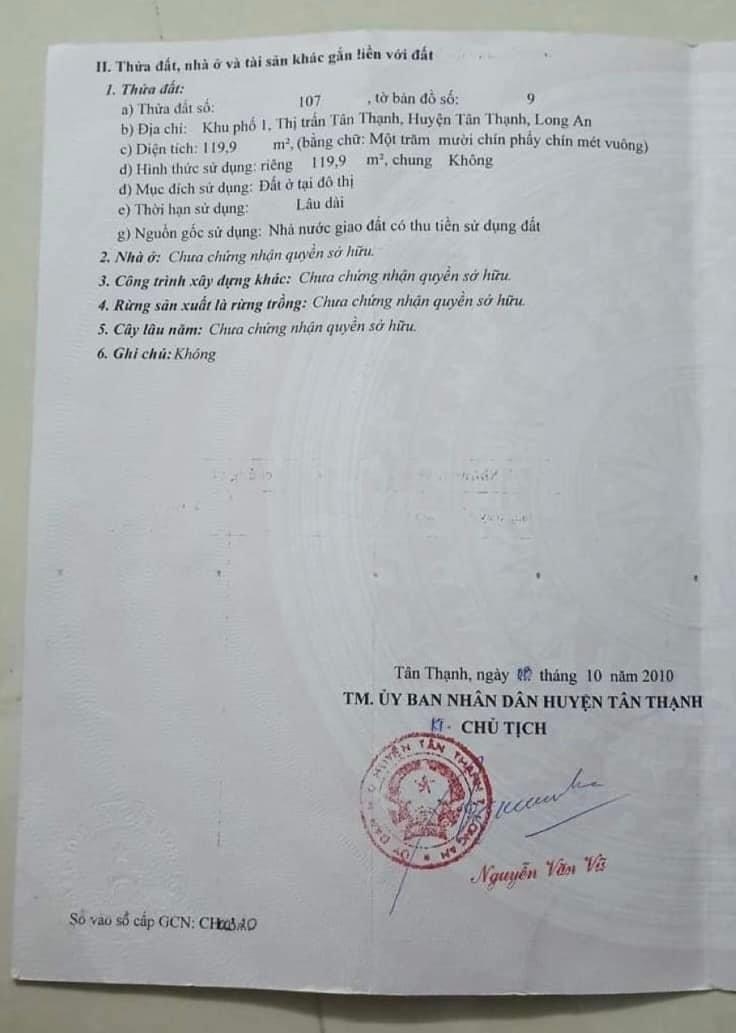 II. Thửa đất, nhà ở và tài sản khác gắn liền với đất
1. Thửa đất:
a) Thửa đất số: 107 , tờ bản đồ số: 9
b) Địa chỉ: Khu phố 1, Thị trấn Tân Thạnh, Huyện Tân Thạnh, Long An
c) Diện tích: 119,9 m², (bằng chữ: Một trăm mười chín phẩy chín mét vuông)
d) Hình thức sử dụng: riêng 119,9 m², chung Không
đ) Mục đích sử dụng: Đất ở tại đô thị
e) Thời hạn sử dụng: Lâu dài
g) Nguồn gốc sử dụng: Nhà nước giao đất có thu tiền sử dụng đất
2. Nhà ở: Chưa chứng nhận quyền sở hữu.
3. Công trình xây dựng khác: Chưa chứng nhận quyền sở hữu.
4. Rừng sản xuất là rừng trồng: Chưa chứng nhận quyền sở hữu.
5. Cây lâu năm: Chưa chứng nhận quyền sở hữu.
6. Ghi chú: Không
Tân Thạnh, ngày tháng 10 năm 2010
TM. ỦY BAN NHÂN DÂN HUYỆN TÂN THẠNH
KT. CHỦ TỊCH
ỦY BAN N.D HUYỆN TÂN THẠNH T. LONG AN
Nguyễn Văn Vĩ
Số vào sổ cấp GCN: